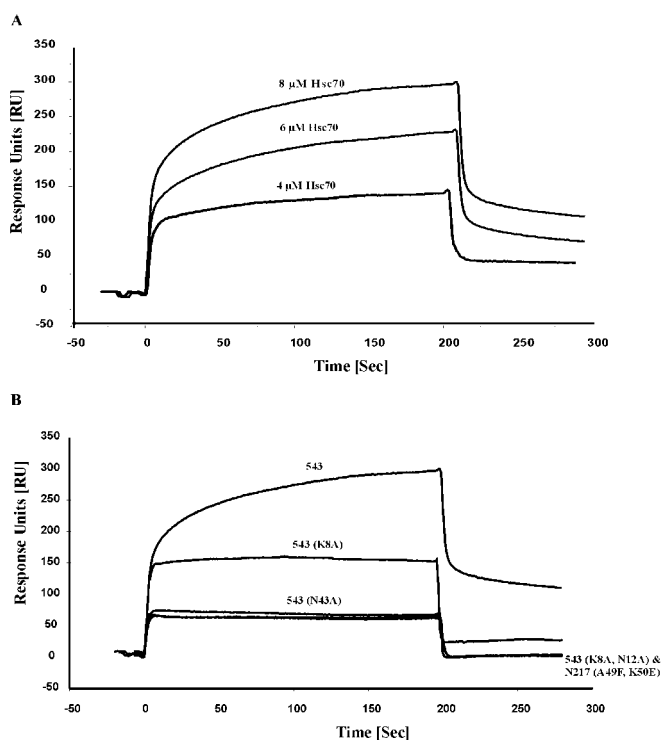 A
350
300
250
200
150
100
50
0
-50
Response Units [RU]
8 µM Hsc70
6 µM Hsc70
4 µM Hsc70
-50
0
50
100
150
200
250
300
Time [Sec]
B
350
300
250
200
150
100
50
0
-50
Response Units [RU]
543
543 (K8A)
543 (N43A)
543 (K8A, N12A) &
N217 (A49F, K50E)
-50
0
50
100
150
200
250
300
Time [Sec]